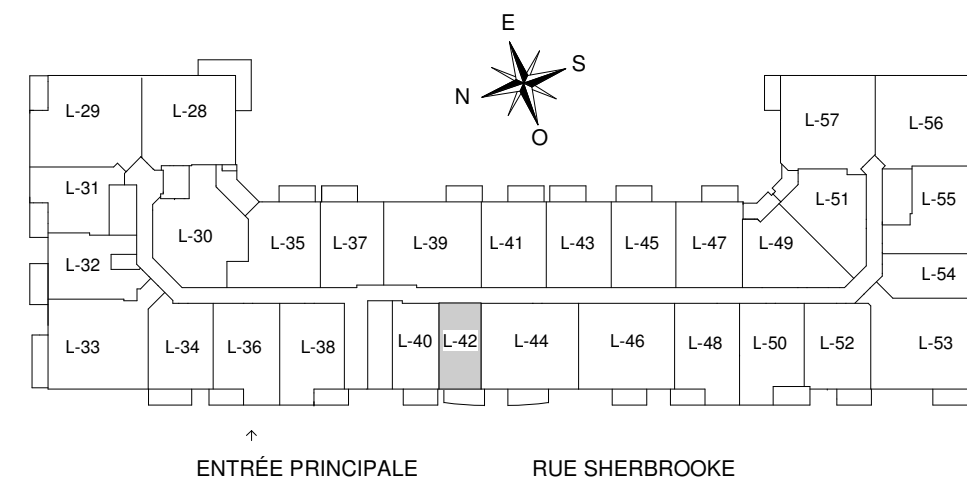 E
S
N
O
L-29
L-28
L-57
L-56
L-31
L-51
L-55
L-30
L-35
L-37
L-39
L-41
L-43
L-45
L-47
L-49
L-32
L-54
L-33
L-34
L-36
L-38
L-40
L-42
L-44
L-46
L-48
L-50
L-52
L-53
ENTRÉE PRINCIPALE
RUE SHERBROOKE